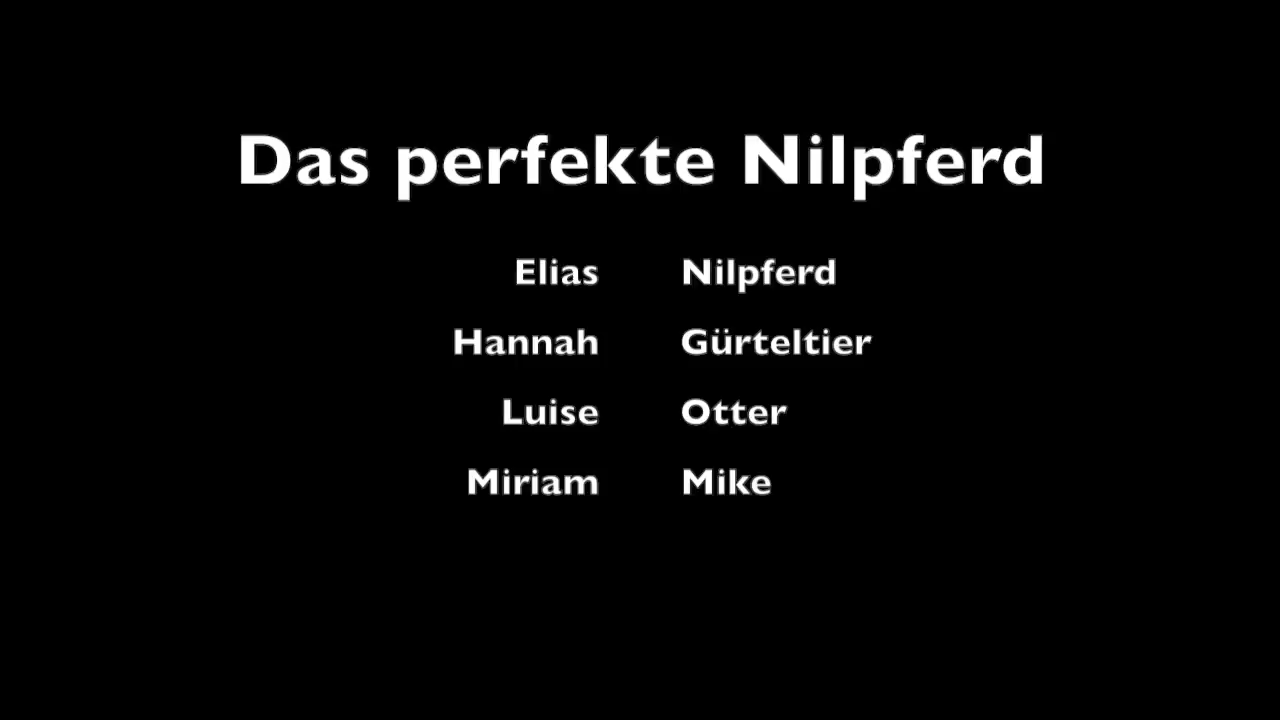 Das perfekte Nilpferd
Elias Nilpferd
Hannah Gürteltier
Luise Otter
Miriam Mike